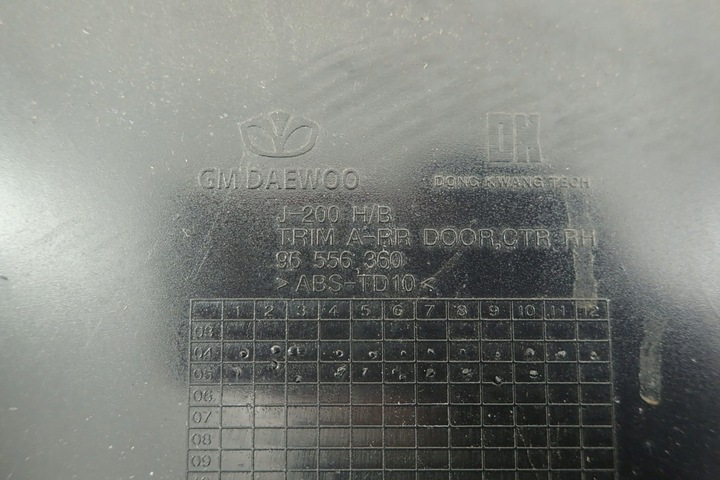 DK
GM DAEWOO
DONG KWANG TECH
J-200 H/B
TRIM A-RR DOOR,CTR RH
96 556 360
>ABS-TD10<
1 2 3 4 5 6 7 8 9 10 11 12
03
04
05
06
07
08
09